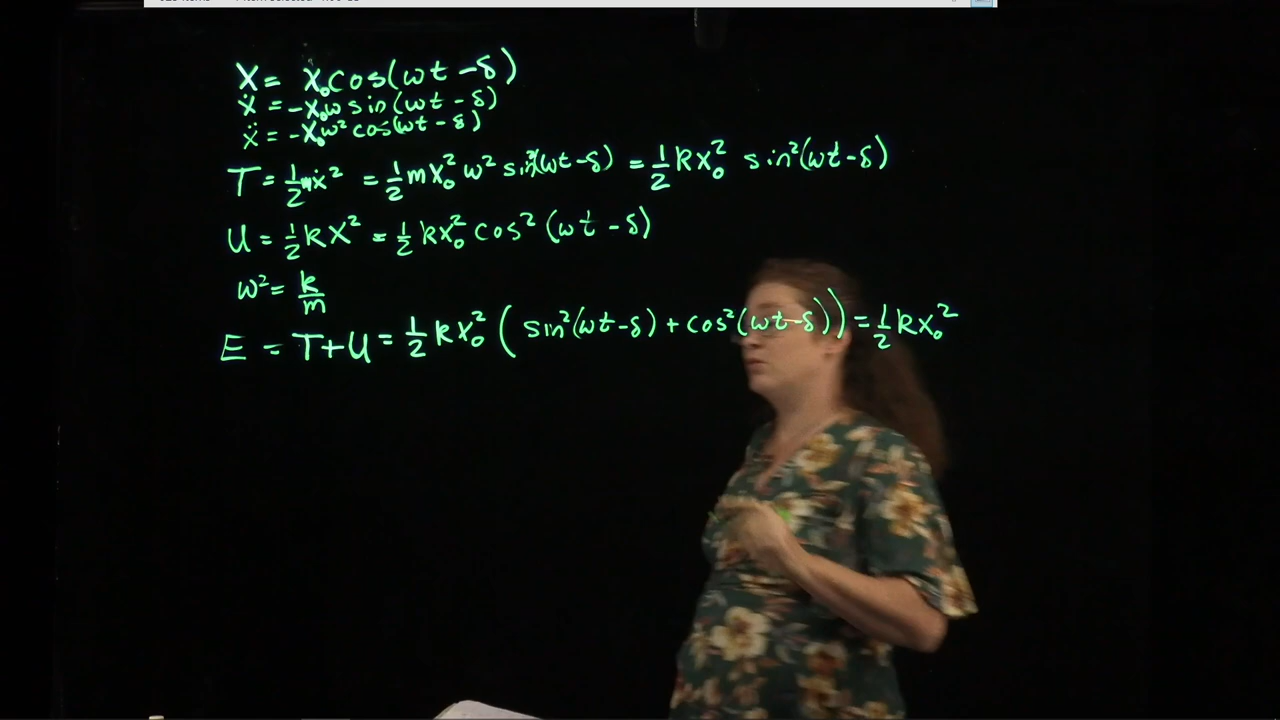 X = X₀cos(ωt - δ)
ẋ = -X₀ω sin(ωt - δ)
ẍ = -X₀ω² cos(ωt - δ)
T = ½mẋ² = ½mX₀²ω² sin²(ωt - δ) = ½kx₀² sin²(ωt - δ)
U = ½kX² = ½kx₀² cos²(ωt - δ)
ω² = k/m
E = T+U = ½kx₀²(sin²(ωt - δ) + cos²(ωt - δ)) = ½kx₀²